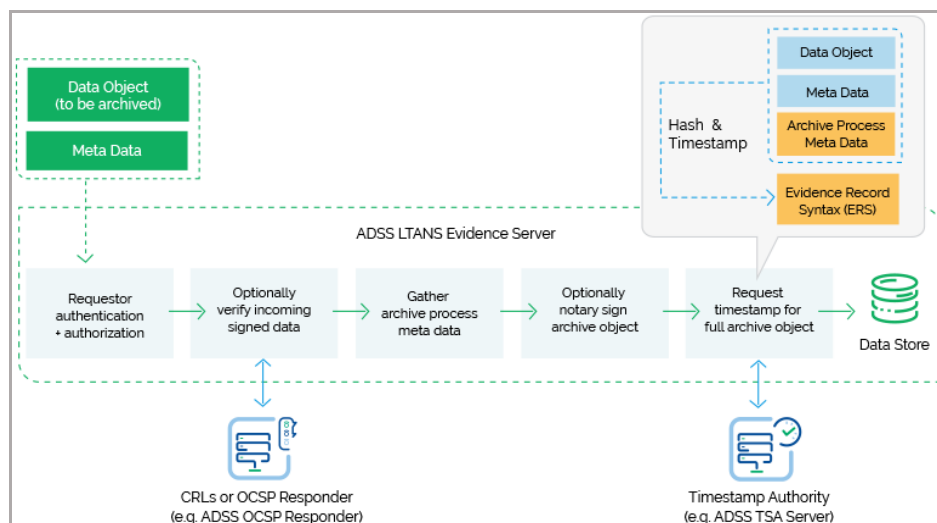 Data Object
(to be archived)
Meta Data
Data Object
Meta Data
Hash &
Timestamp
Archive Process
Meta Data
Evidence Record
Syntax (ERS)
ADSS LTANS Evidence Server
Requestor
authentication
+ authorization
Optionally
verify incoming
signed data
Gather
archive process
meta data
Optionally
notary sign
archive object
Request
timestamp for
full archive object
Data Store
CRLs or OCSP Responder
(e.g. ADSS OCSP Responder)
Timestamp Authority
(e.g. ADSS TSA Server)